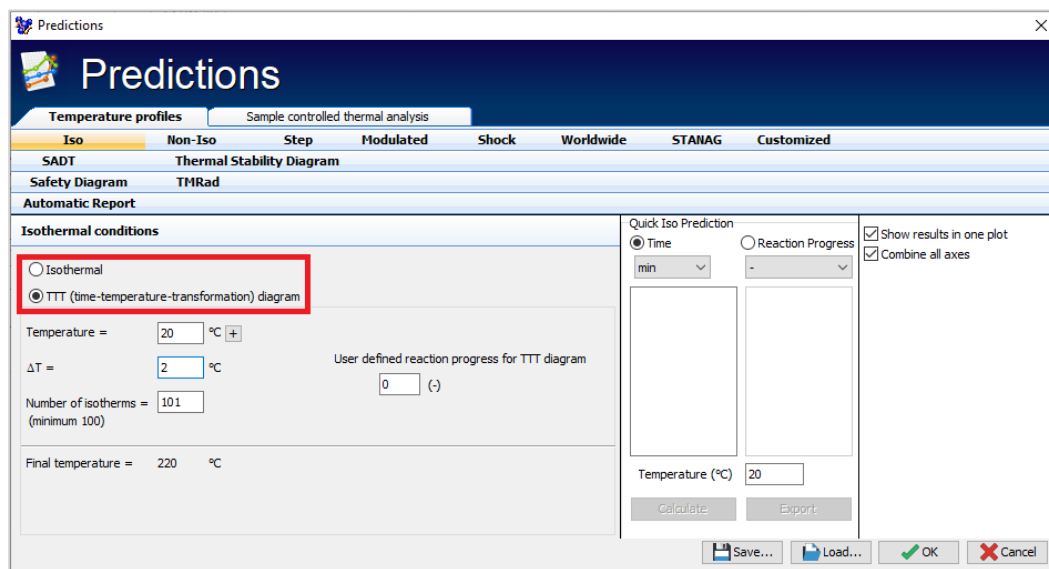 Predictions
Predictions
Temperature profiles Sample controlled thermal analysis
Iso Non-Iso Step Modulated Shock Worldwide STANAG Customized
SADT Thermal Stability Diagram
Safety Diagram TMRad
Automatic Report
Isothermal conditions
Isothermal
TTT (time-temperature-transformation) diagram
Temperature = 20 °C +
ΔT = 2 °C
Number of isotherms = 101
(minimum 100)
User defined reaction progress for TTT diagram
0 (-)
Final temperature = 220 °C
Quick Iso Prediction
Time Reaction Progress
min -
Temperature (°C) 20
Calculate Export
Show results in one plot
Combine all axes
Save... Load... OK Cancel